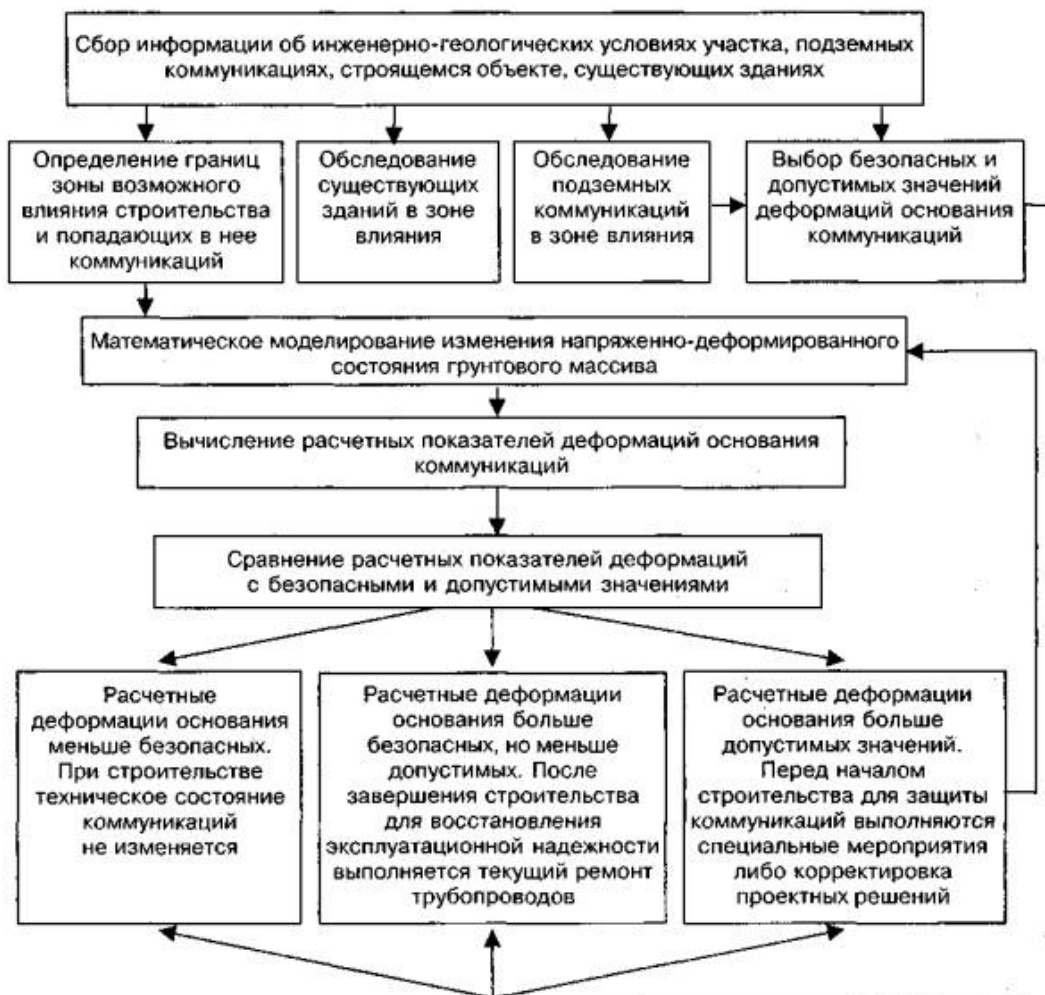 Сбор информации об инженерно-геологических условиях участка, подземных
коммуникациях, строящемся объекте, существующих зданиях
Определение границ
зоны возможного
влияния строительства
и попадающих в нее
коммуникаций
Обследование
существующих
зданий в зоне
влияния
Обследование
подземных
коммуникаций
в зоне влияния
Выбор безопасных и
допустимых значений
деформаций основания
коммуникаций
Математическое моделирование изменения напряженно-деформированного
состояния грунтового массива
Вычисление расчетных показателей деформаций основания
коммуникаций
Сравнение расчетных показателей деформаций
с безопасными и допустимыми значениями
Расчетные
деформации основания
меньше безопасных.
При строительстве
техническое состояние
коммуникаций
не изменяется
Расчетные деформации
основания больше
безопасных, но меньше
допустимых. После
завершения строительства
для восстановления
эксплуатационной надежности
выполняется текущий ремонт
трубопроводов
Расчетные деформации
основания больше
допустимых значений.
Перед началом
строительства для защиты
коммуникаций выполняются
специальные мероприятия
либо корректировка
проектных решений